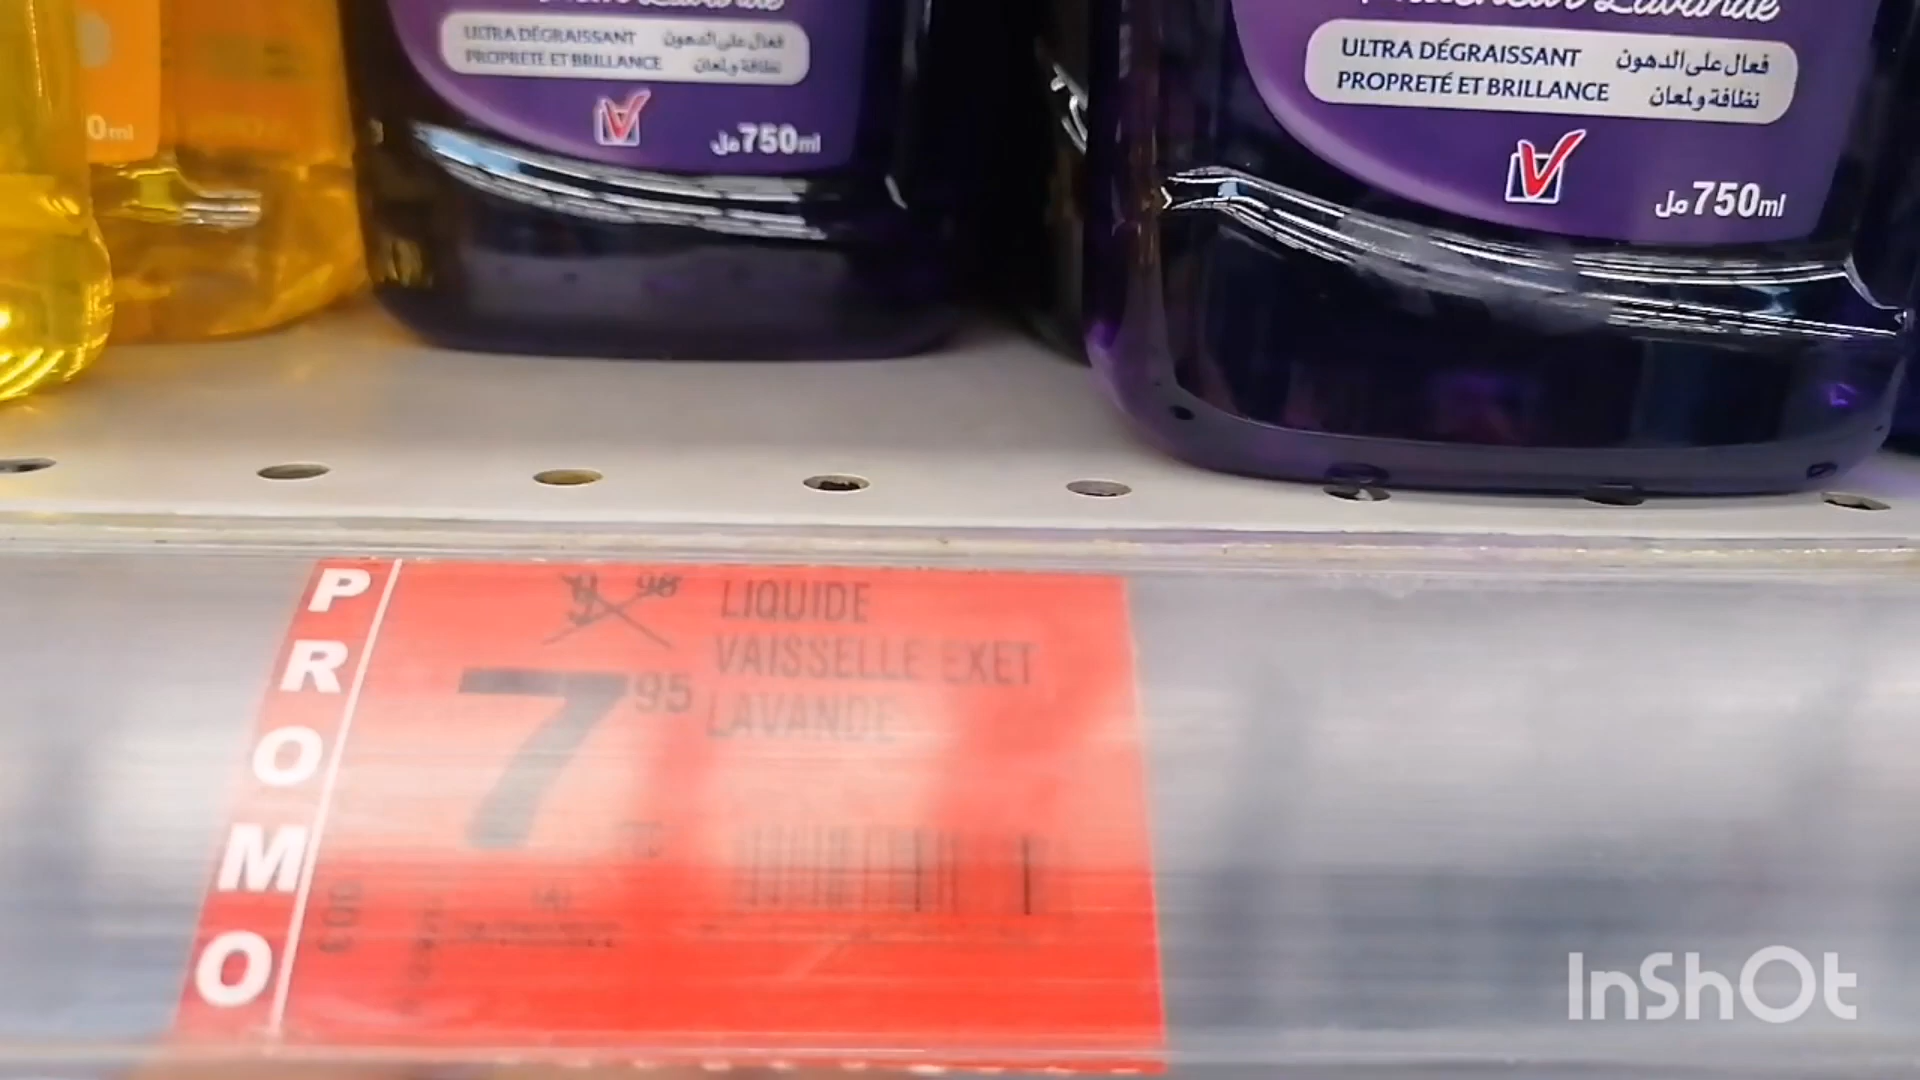 ULTRA DÉGRAISSANT فعال على الدهون
PROPRETÉ ET BRILLANCE نظافة ولمعان
مل 750ml
ULTRA DÉGRAISSANT فعال على الدهون
PROPRETÉ ET BRILLANCE نظافة ولمعان
مل 750ml
PROMO
LIQUIDE
VAISSELLE EXET
LAVANDE
7 95
InShOt